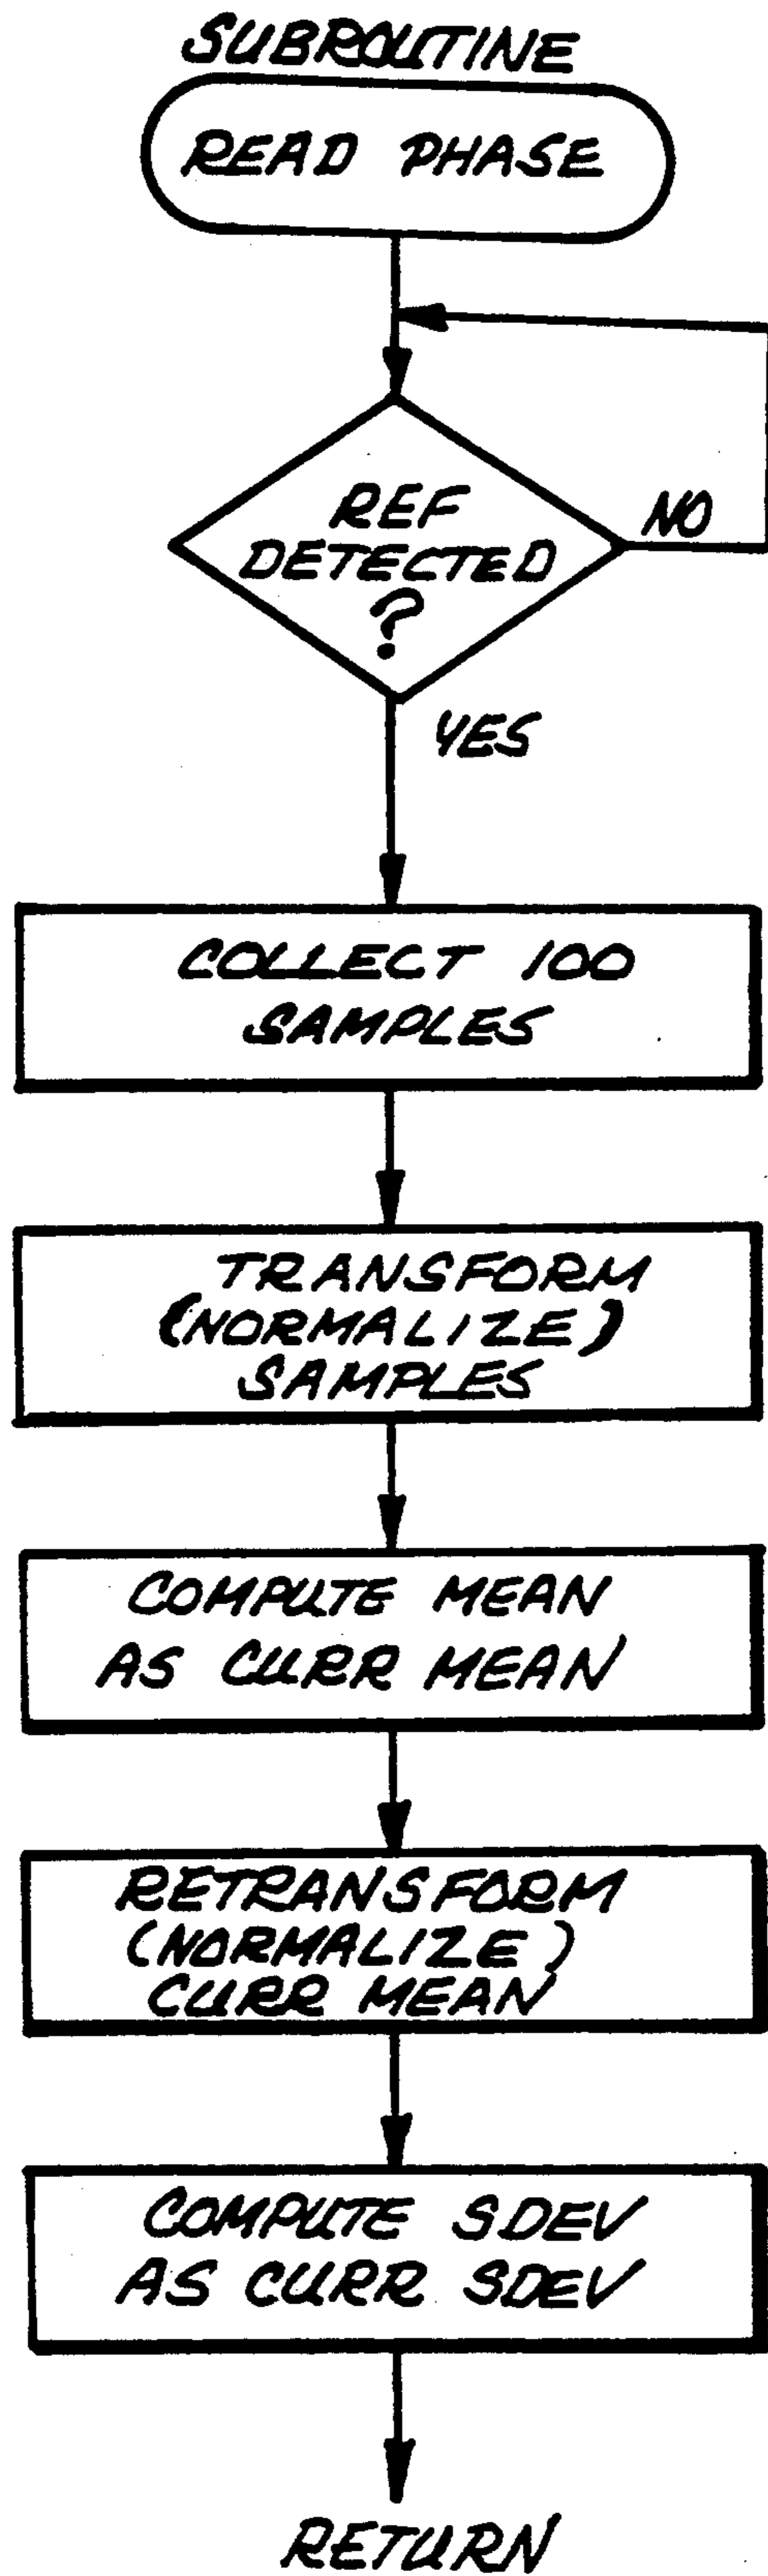 SUBROUTINE
READ PHASE
REF
DETECTED
?
NO
YES
COLLECT 100
SAMPLES
TRANSFORM
(NORMALIZE)
SAMPLES
COMPUTE MEAN
AS CURR MEAN
RETRANSFORM
(NORMALIZE)
CURR MEAN
COMPUTE SDEV
AS CURR SDEV
RETURN